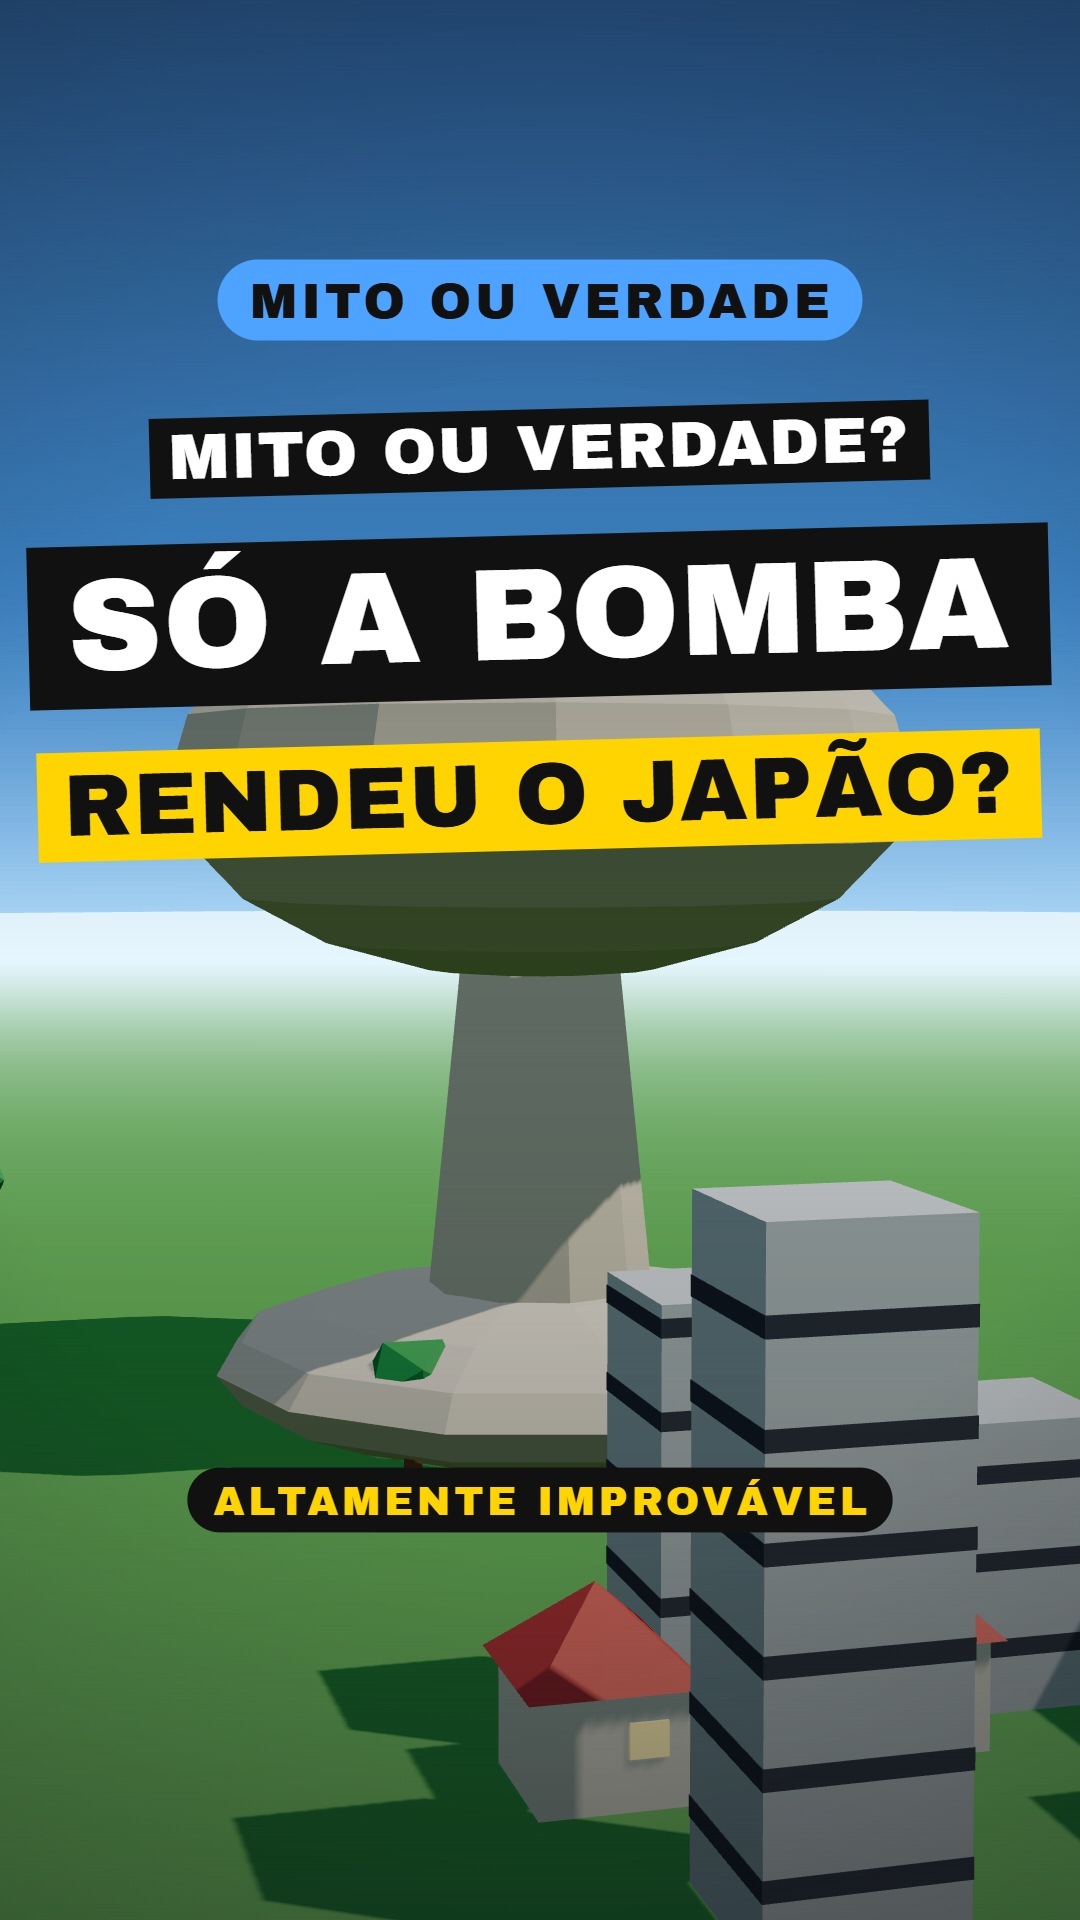 MITO OU VERDADE
MITO OU VERDADE?
SÓ A BOMBA
RENDEU O JAPÃO?
ALTAMENTE IMPROVÁVEL